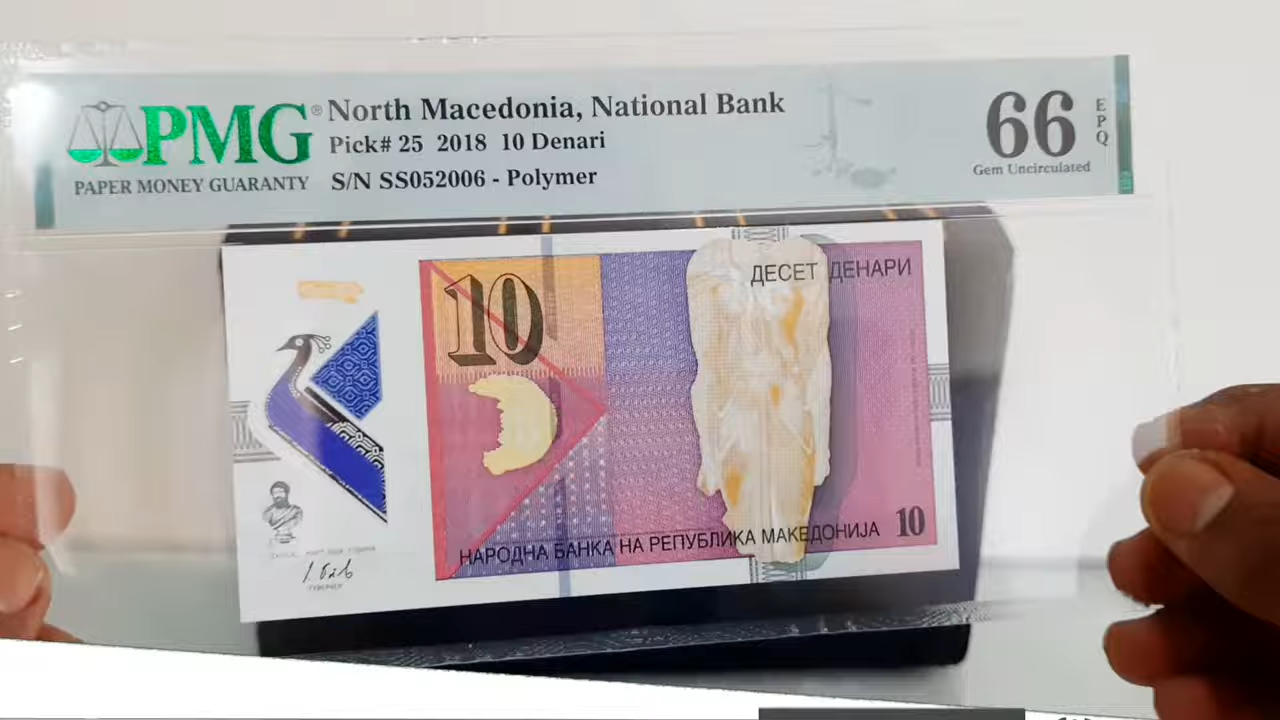 PMG®
PAPER MONEY GUARANTY
North Macedonia, National Bank
Pick# 25 2018 10 Denari
S/N SS052006 - Polymer
66
EPQ
Gem Uncirculated
10
ДЕСЕТ ДЕНАРИ
НАРОДНА БАНКА НА РЕПУБЛИКА МАКЕДОНИЈА 10
ГУВЕРНЕР